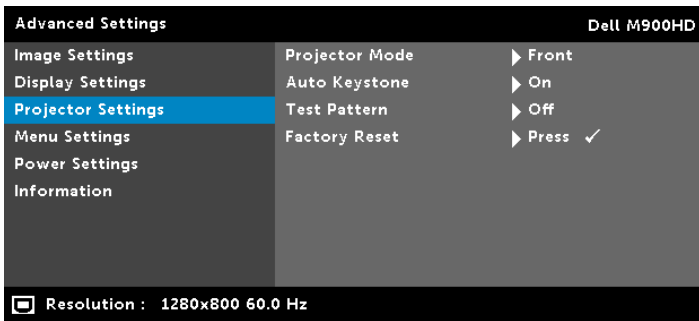 Advanced Settings Dell M900HD
Image Settings Projector Mode Front
Display Settings Auto Keystone On
Projector Settings Test Pattern Off
Menu Settings Factory Reset Press ✓
Power Settings
Information
Resolution : 1280x800 60.0 Hz